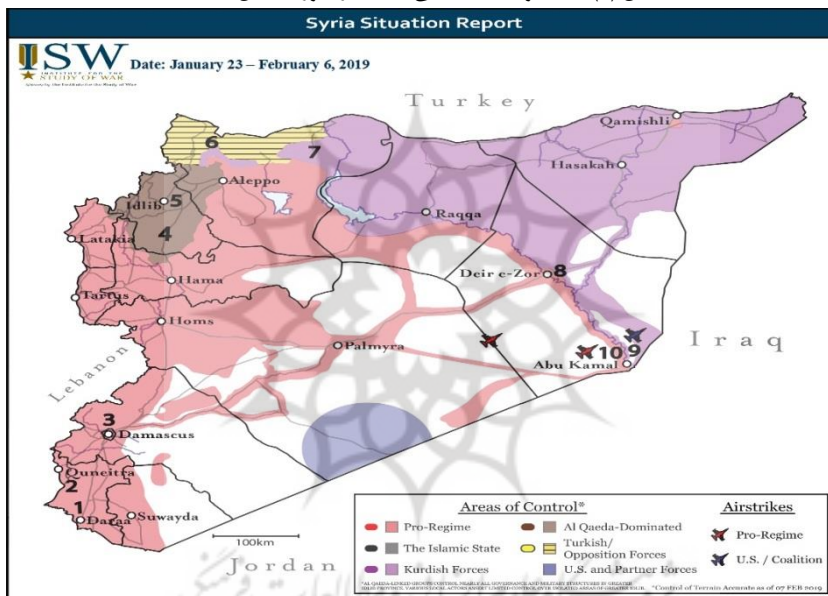 Syria Situation Report
ISW
INSTITUTE FOR THE
STUDY OF WAR
Date: January 23 – February 6, 2019
Turkey
Qamishli
6
7
Hasakah
Aleppo
Idlib
5
Raqqa
4
Latakia
Deir e-Zor
8
Hama
Tartus
Homs
Iraq
Palmyra
10
9
Abu Kamal
Lebanon
3
Damascus
Quneitra
2
1
Daraa
Suwayda
100km
Jordan
Areas of Control*
Airstrikes
Pro-Regime
Al Qaeda-Dominated
Pro-Regime
The Islamic State
Turkish/
Opposition Forces
U.S. / Coalition
Kurdish Forces
U.S. and Partner Forces
*Control of Terrain Accurate as of 07 FEB 2019